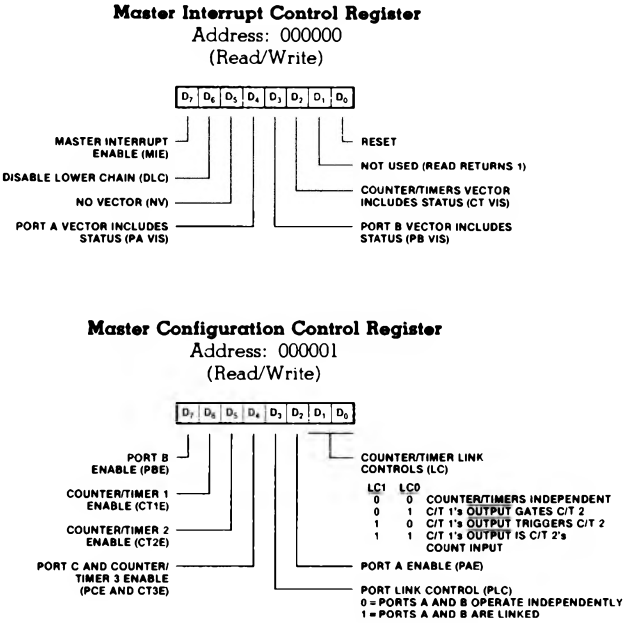 Master Interrupt Control Register
Address: 000000
(Read/Write)
D7 D6 D5 D4 D3 D2 D1 D0
MASTER INTERRUPT
ENABLE (MIE)
DISABLE LOWER CHAIN (DLC)
NO VECTOR (NV)
PORT A VECTOR INCLUDES
STATUS (PA VIS)
RESET
NOT USED (READ RETURNS 1)
COUNTER/TIMERS VECTOR
INCLUDES STATUS (CT VIS)
PORT B VECTOR INCLUDES
STATUS (PB VIS)
Master Configuration Control Register
Address: 000001
(Read/Write)
D7 D6 D5 D4 D3 D2 D1 D0
PORT B
ENABLE (PBE)
COUNTER/TIMER 1
ENABLE (CT1E)
COUNTER/TIMER 2
ENABLE (CT2E)
PORT C AND COUNTER/
TIMER 3 ENABLE
(PCE AND CT3E)
COUNTER/TIMER LINK
CONTROLS (LC)
LC1 LC0
0 0 COUNTER/TIMERS INDEPENDENT
0 1 C/T 1's OUTPUT GATES C/T 2
1 0 C/T 1's OUTPUT TRIGGERS C/T 2
1 1 C/T 1's OUTPUT IS C/T 2's
COUNT INPUT
PORT A ENABLE (PAE)
PORT LINK CONTROL (PLC)
0 = PORTS A AND B OPERATE INDEPENDENTLY
1 = PORTS A AND B ARE LINKED